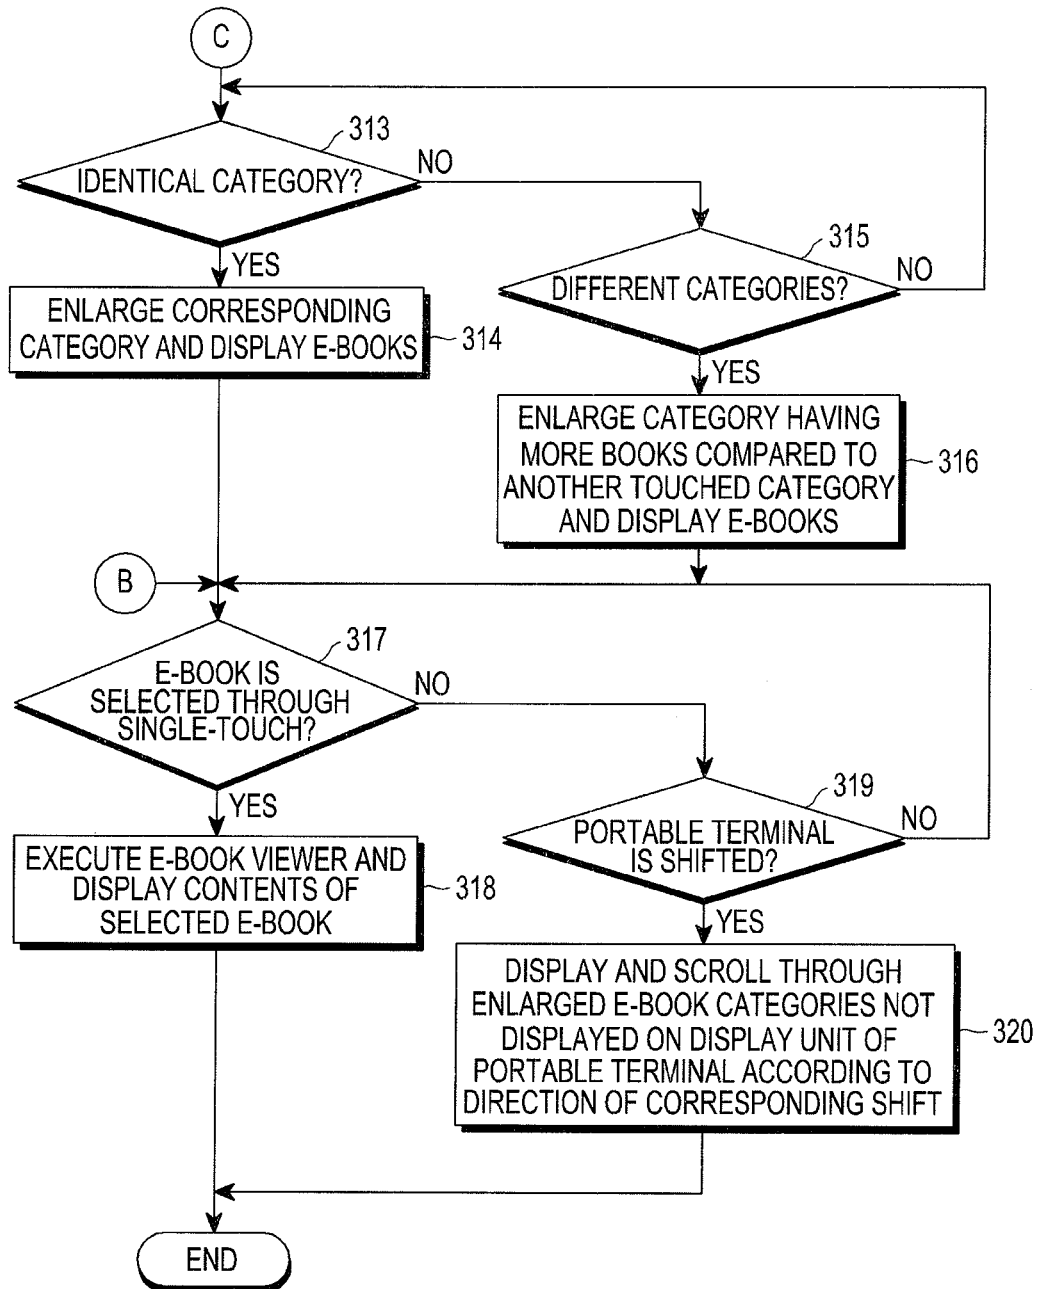 C
313
IDENTICAL CATEGORY?
NO
315
YES
DIFFERENT CATEGORIES?
NO
ENLARGE CORRESPONDING
CATEGORY AND DISPLAY E-BOOKS
314
YES
ENLARGE CATEGORY HAVING
MORE BOOKS COMPARED TO
ANOTHER TOUCHED CATEGORY
AND DISPLAY E-BOOKS
316
B
317
E-BOOK IS
SELECTED THROUGH
SINGLE-TOUCH?
NO
319
YES
PORTABLE TERMINAL
IS SHIFTED?
NO
EXECUTE E-BOOK VIEWER AND
DISPLAY CONTENTS OF
SELECTED E-BOOK
318
YES
DISPLAY AND SCROLL THROUGH
ENLARGED E-BOOK CATEGORIES NOT
DISPLAYED ON DISPLAY UNIT OF
PORTABLE TERMINAL ACCORDING TO
DIRECTION OF CORRESPONDING SHIFT
320
END